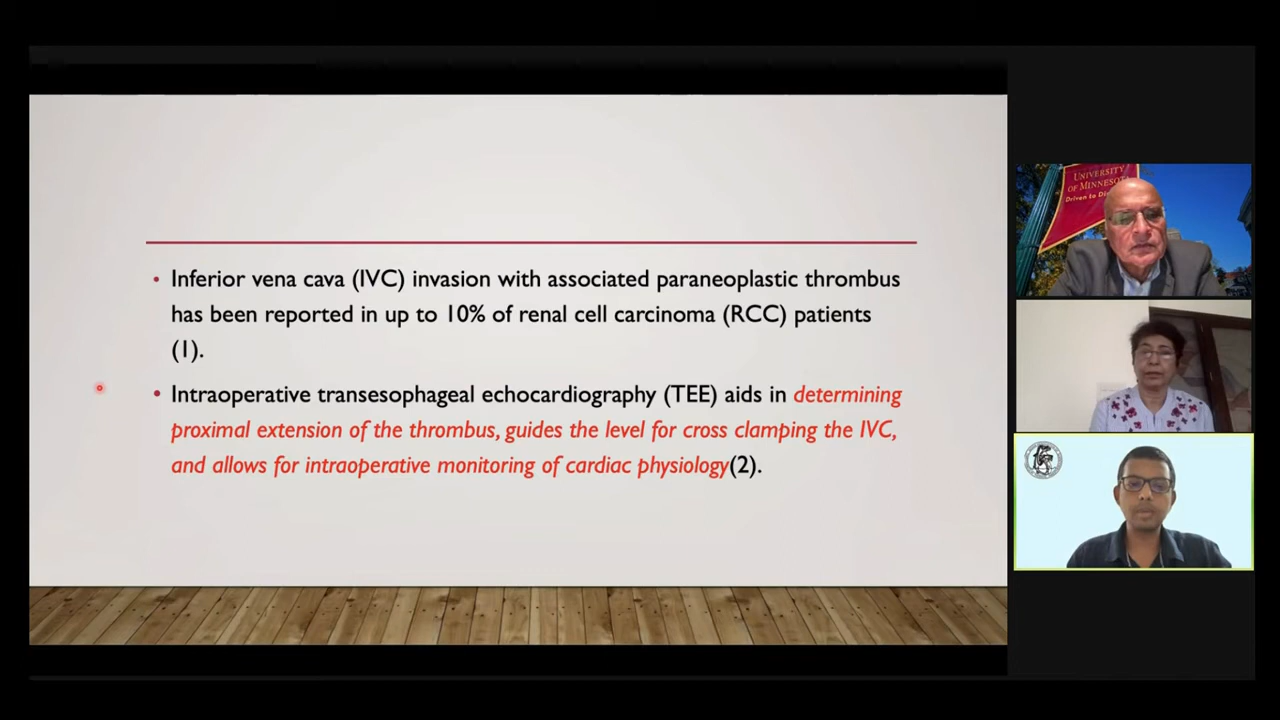 • Inferior vena cava (IVC) invasion with associated paraneoplastic thrombus
has been reported in up to 10% of renal cell carcinoma (RCC) patients
(1).
• Intraoperative transesophageal echocardiography (TEE) aids in determining
proximal extension of the thrombus, guides the level for cross clamping the IVC,
and allows for intraoperative monitoring of cardiac physiology(2).
UNIVERSITY
OF MINNESOTA
Driven to